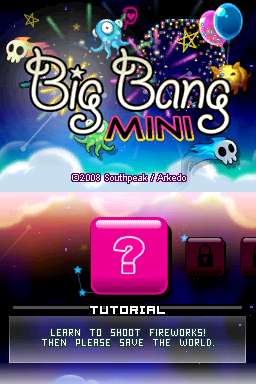 Big Bang
MINI
©2008 Southpeak / Arkedo
?
TUTORIAL
LEARN TO SHOOT FIREWORKS!
THEN PLEASE SAVE THE WORLD.